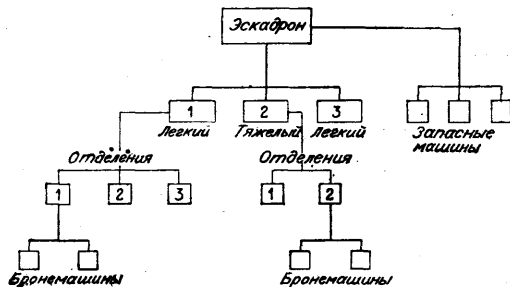 Эскадрон
1 2 3
Легкий Тяжелый Легкий Запасные
машины
Отделения Отделения
1 2 3 1 2
Бронемашины Бронемашины